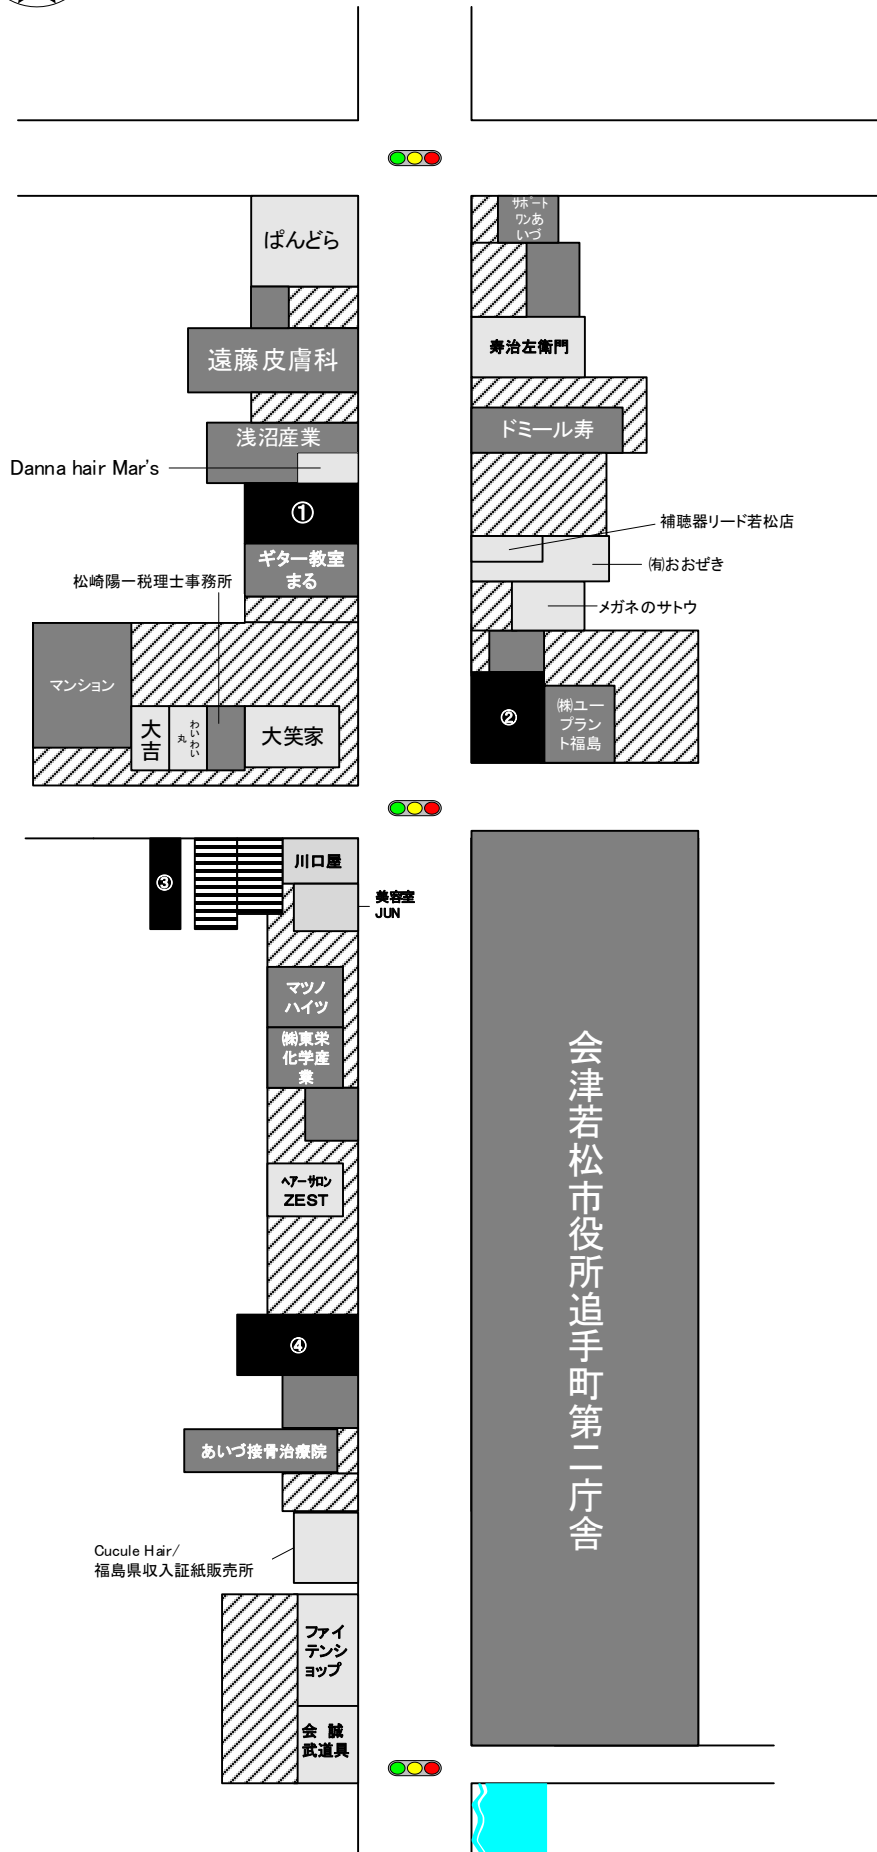 ぱんどら
遠藤皮膚科
浅沼産業
Danna hair Mar's
①
ギター教室
まる
松崎陽一税理士事務所
マンション
大吉
わいわい
丸
大笑家
サポート
ワンあ
いづ
寿治左衛門
ドミール寿
補聴器リード若松店
㈲おおぜき
メガネのサトウ
②
㈱ユー
プラン
ト福島
③
川口屋
美容室
JUN
マツノ
ハイツ
㈱東栄
化学産
業
ヘアーサロン
ZEST
④
あいづ接骨治療院
Cucule Hair/
福島県収入証紙販売所
ファイ
テンシ
ョップ
会 誠
武道具
会津若松市役所追手町第二庁舎